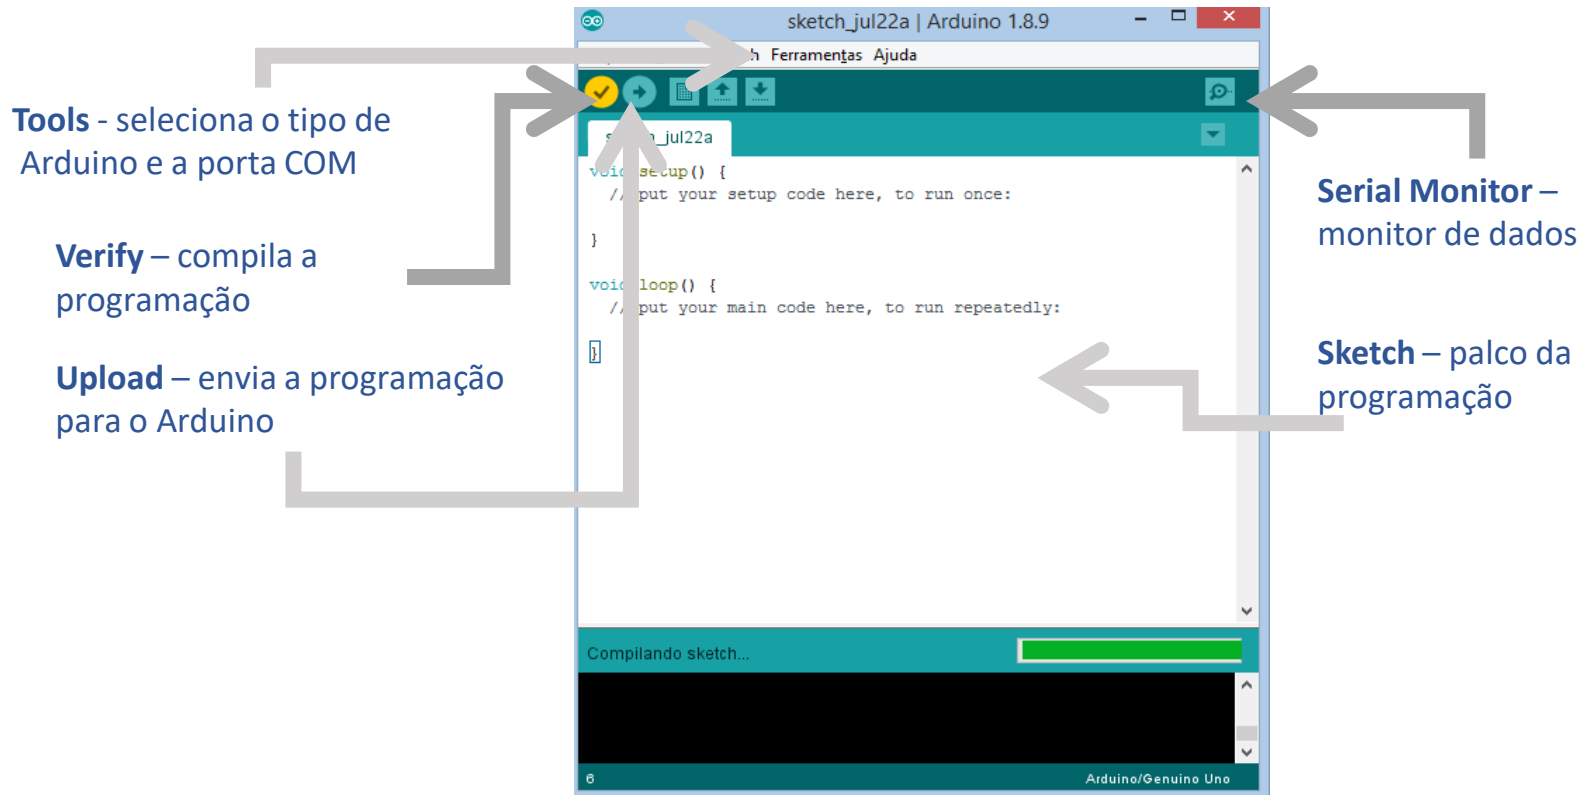 sketch_jul22a | Arduino 1.8.9
Ferramentas Ajuda
Tools - seleciona o tipo de
Arduino e a porta COM
Verify – compila a
programação
Upload – envia a programação
para o Arduino
_jul22a
setup() {
put your setup code here, to run once:
}
loop() {
put your main code here, to run repeatedly:
}
Serial Monitor –
monitor de dados
Sketch – palco da
programação
Compilando sketch...
6
Arduino/Genuino Uno